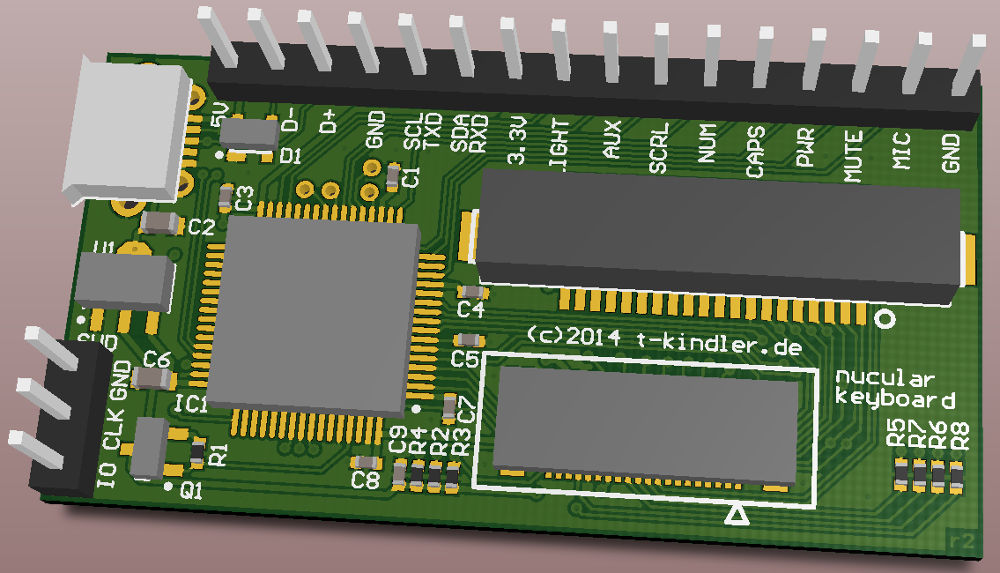 5V
D-
D+
GND
SCL
TXD
SDA
RXD
3.3V
IGHT
AUX
SCRL
NUM
CAPS
PWR
MUTE
MIC
GND
D1
C1
C3
C2
U1
C4
(c)2014 t-kindler.de
C5
C6
GND
CLK
IO
IC1
C7
nucular
keyboard
R1
Q1
C8
C9
R4
R2
R3
R5
R7
R6
R8
r2